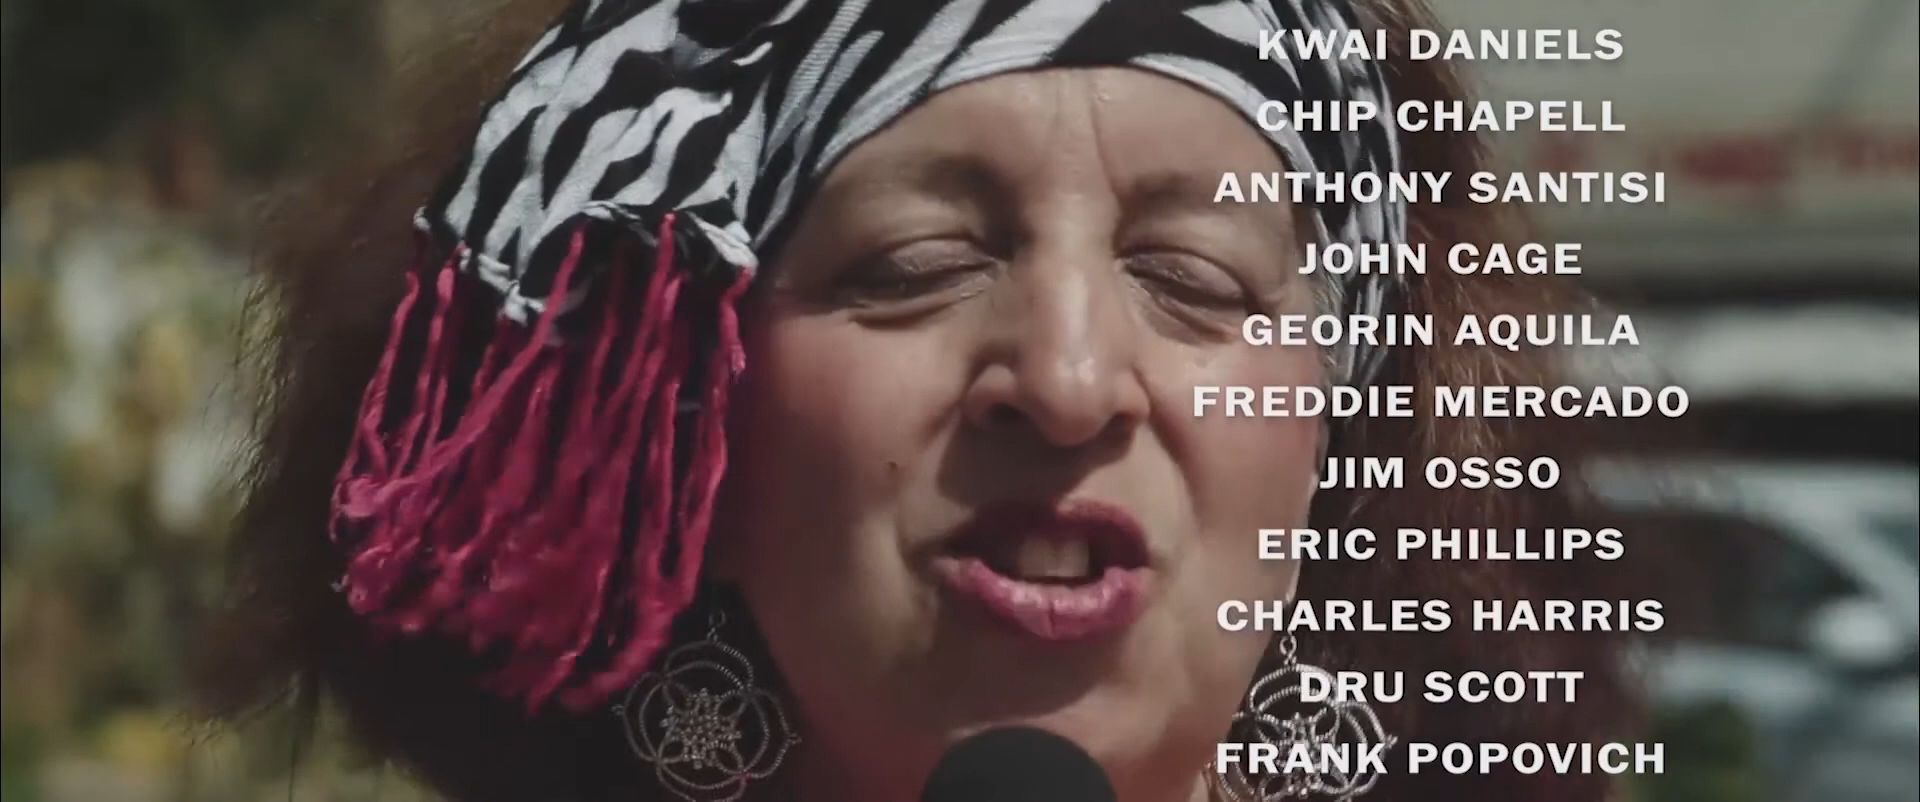 KWAI DANIELS
CHIP CHAPELL
ANTHONY SANTISI
JOHN CAGE
GEORIN AQUILA
FREDDIE MERCADO
JIM OSSO
ERIC PHILLIPS
CHARLES HARRIS
DRU SCOTT
FRANK POPOVICH